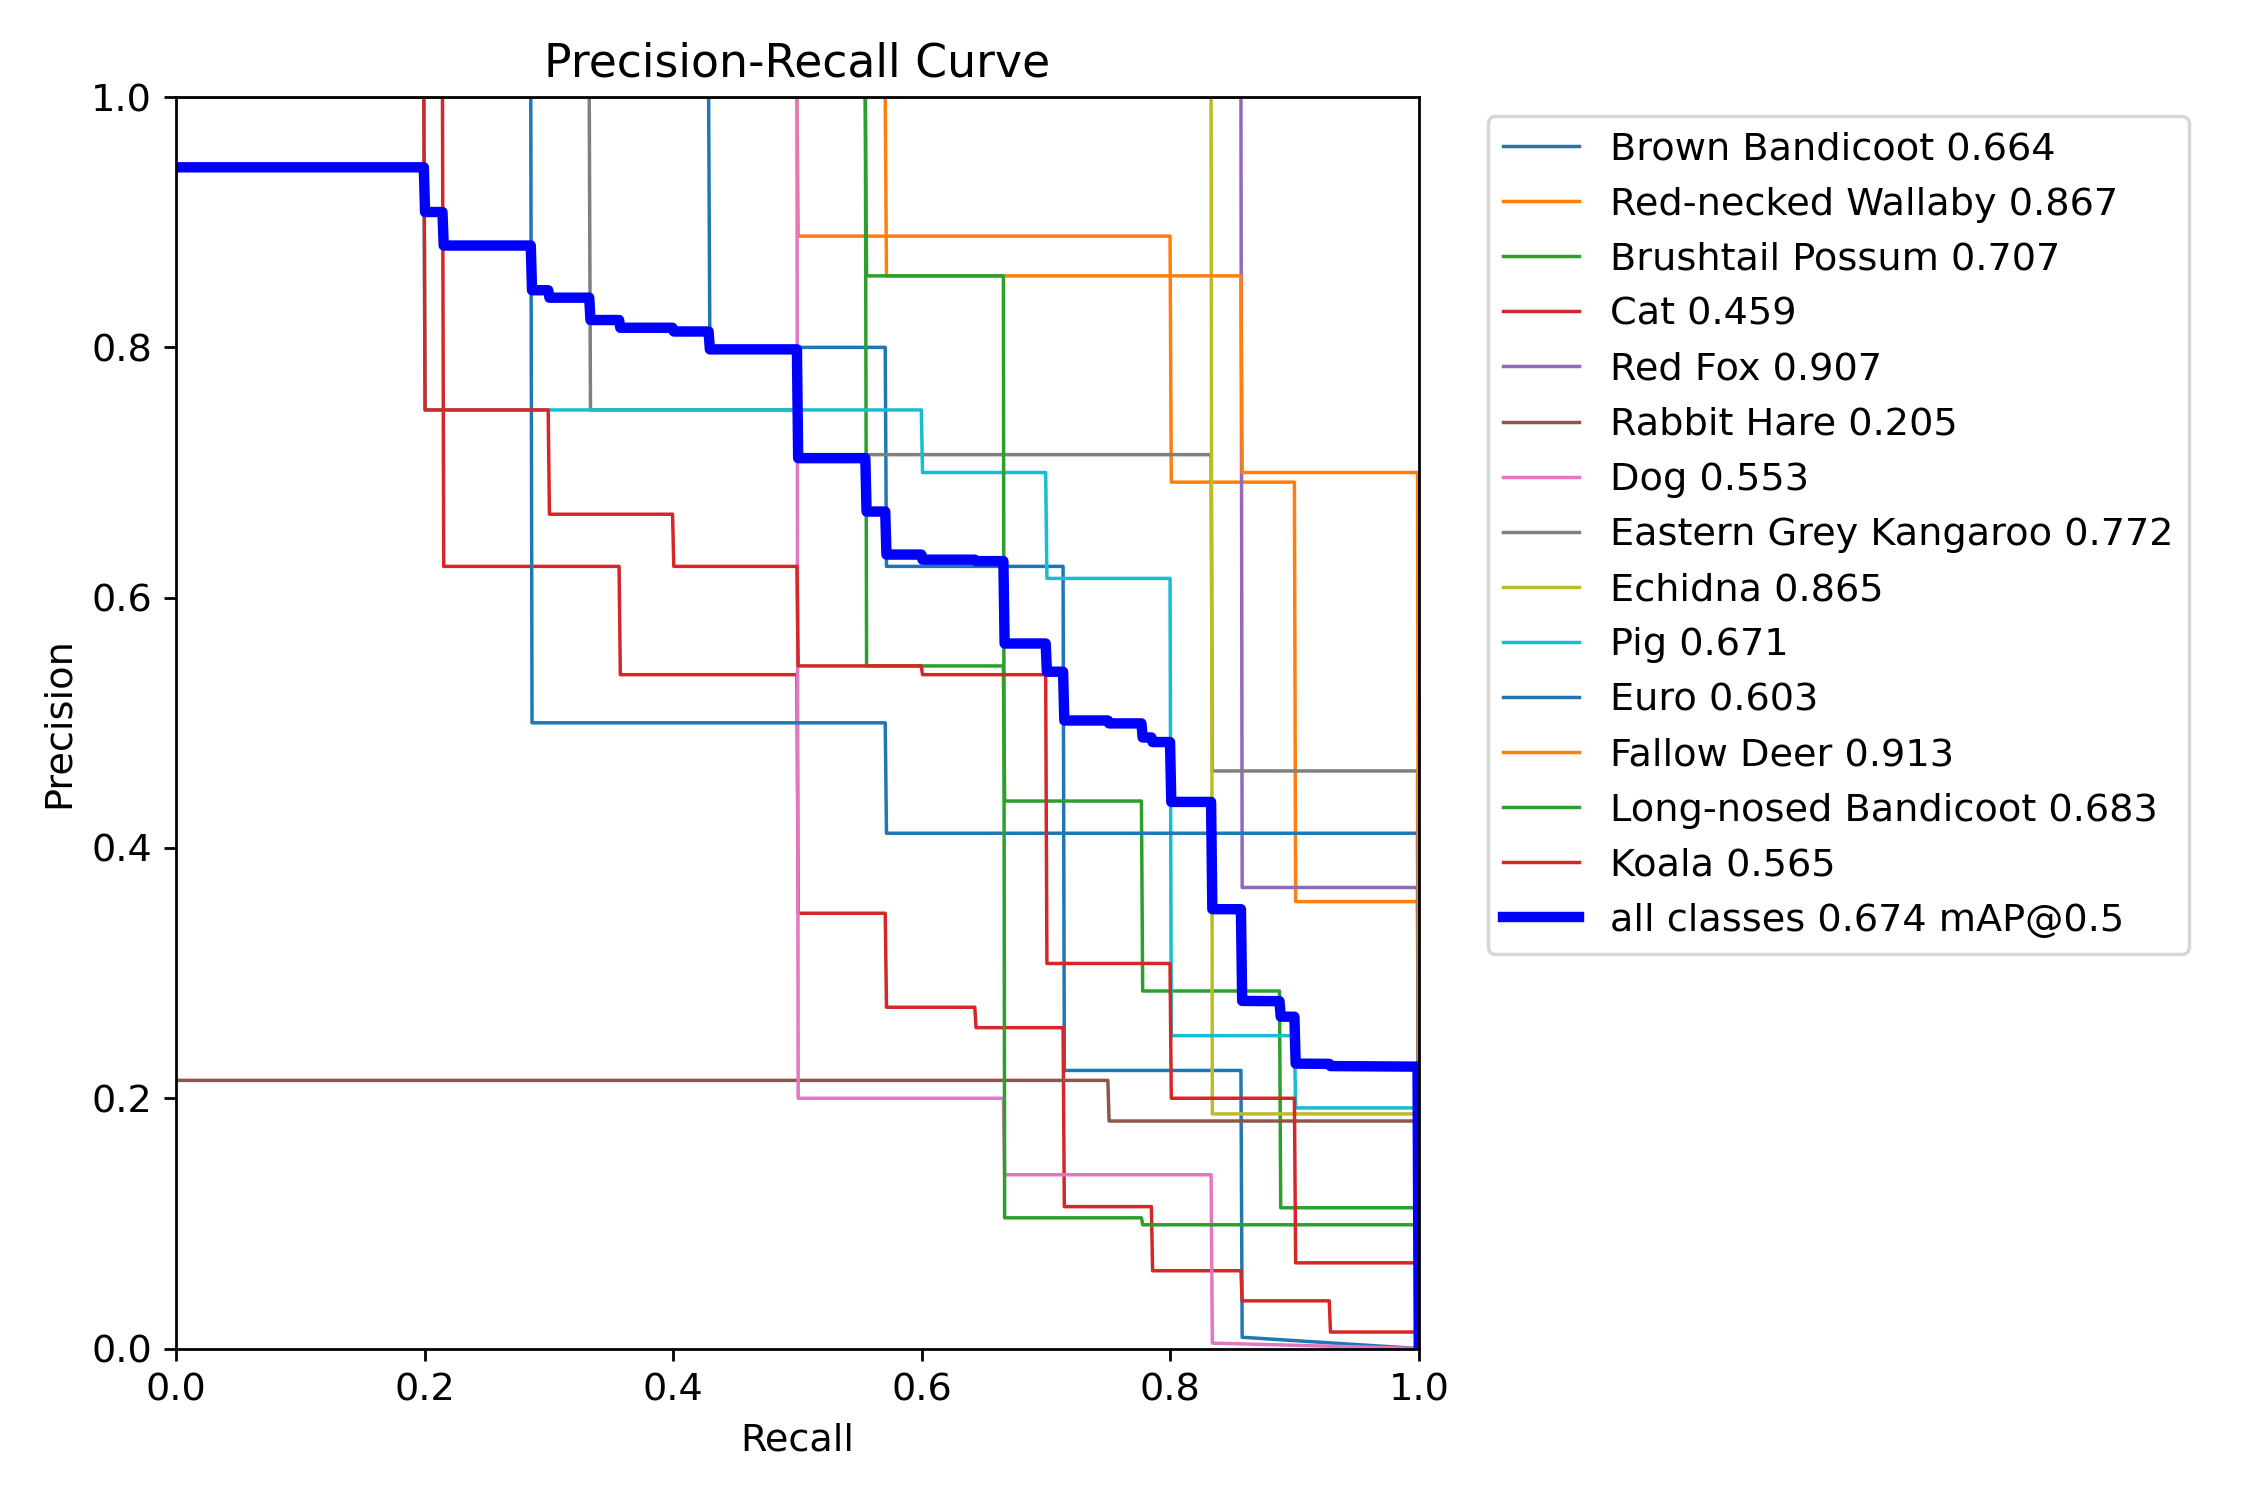 Precision-Recall Curve
1.0
0.8
0.6
0.4
0.2
0.0
Precision
0.0 0.2 0.4 0.6 0.8 1.0
Recall
Brown Bandicoot 0.664
Red-necked Wallaby 0.867
Brushtail Possum 0.707
Cat 0.459
Red Fox 0.907
Rabbit Hare 0.205
Dog 0.553
Eastern Grey Kangaroo 0.772
Echidna 0.865
Pig 0.671
Euro 0.603
Fallow Deer 0.913
Long-nosed Bandicoot 0.683
Koala 0.565
all classes 0.674 mAP@0.5